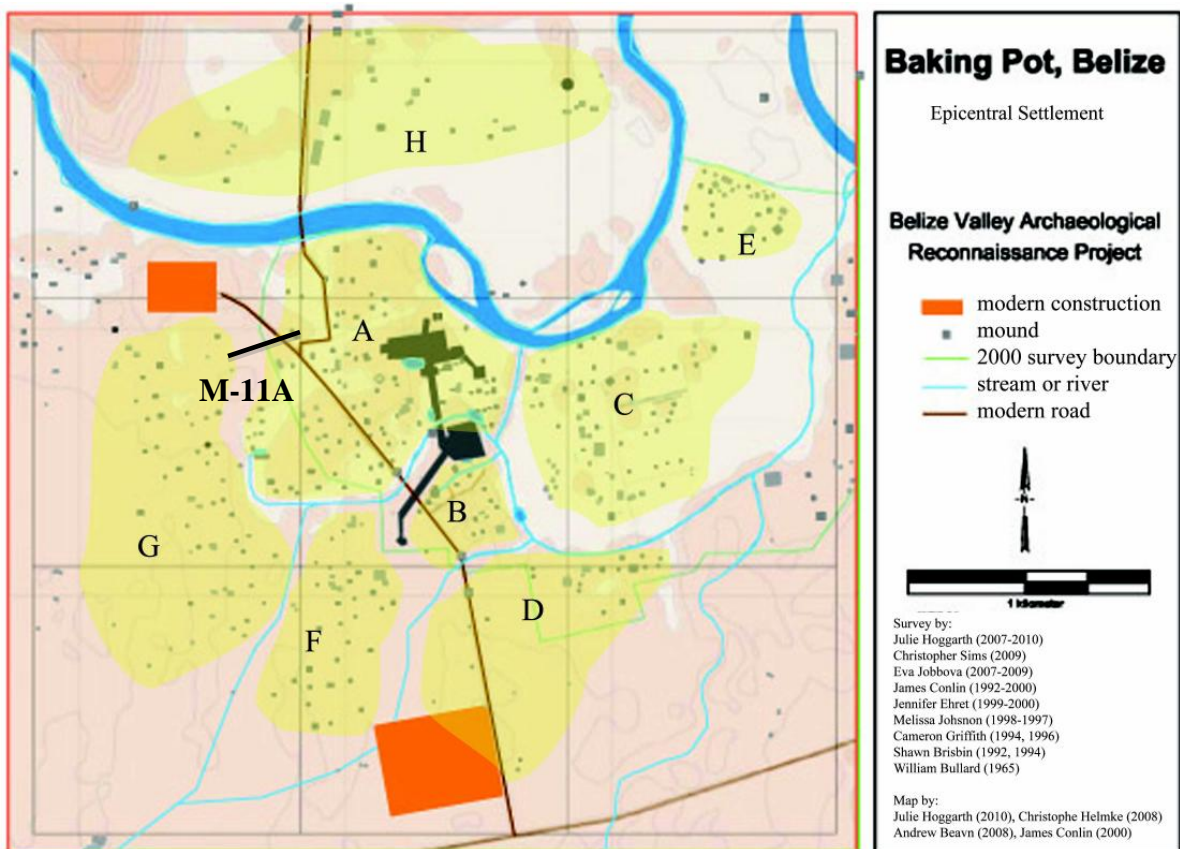 H
E
A
M-11A
C
B
G
D
F
Baking Pot, Belize
Epicentral Settlement
Belize Valley Archaeological
Reconnaissance Project
modern construction
mound
2000 survey boundary
stream or river
modern road
N
1 kilometer
Survey by:
Julie Hoggarth (2007-2010)
Christopher Sims (2009)
Eva Jobbova (2007-2009)
James Conlin (1992-2000)
Jennifer Ehret (1999-2000)
Melissa Johsnon (1998-1997)
Cameron Griffith (1994, 1996)
Shawn Brisbin (1992, 1994)
William Bullard (1965)
Map by:
Julie Hoggarth (2010), Christophe Helmke (2008)
Andrew Beavn (2008), James Conlin (2000)